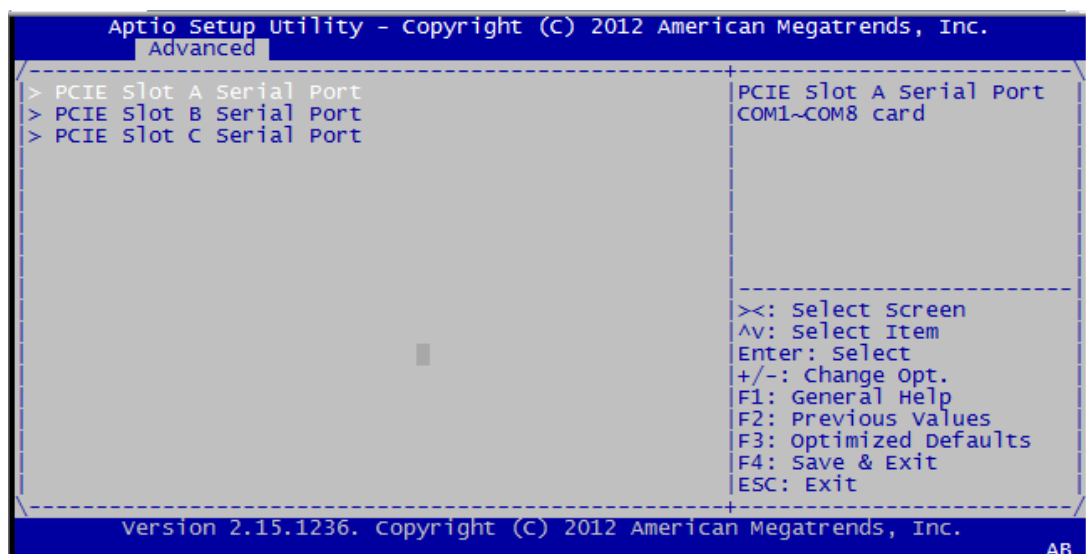 Aptio Setup Utility - Copyright (C) 2012 American Megatrends, Inc.
Advanced
> PCIE Slot A Serial Port
> PCIE Slot B Serial Port
> PCIE Slot C Serial Port
PCIE Slot A Serial Port
COM1~COM8 card
><: Select Screen
^v: Select Item
Enter: Select
+/-: Change Opt.
F1: General Help
F2: Previous Values
F3: Optimized Defaults
F4: Save & Exit
ESC: Exit
Version 2.15.1236. Copyright (C) 2012 American Megatrends, Inc.
AB